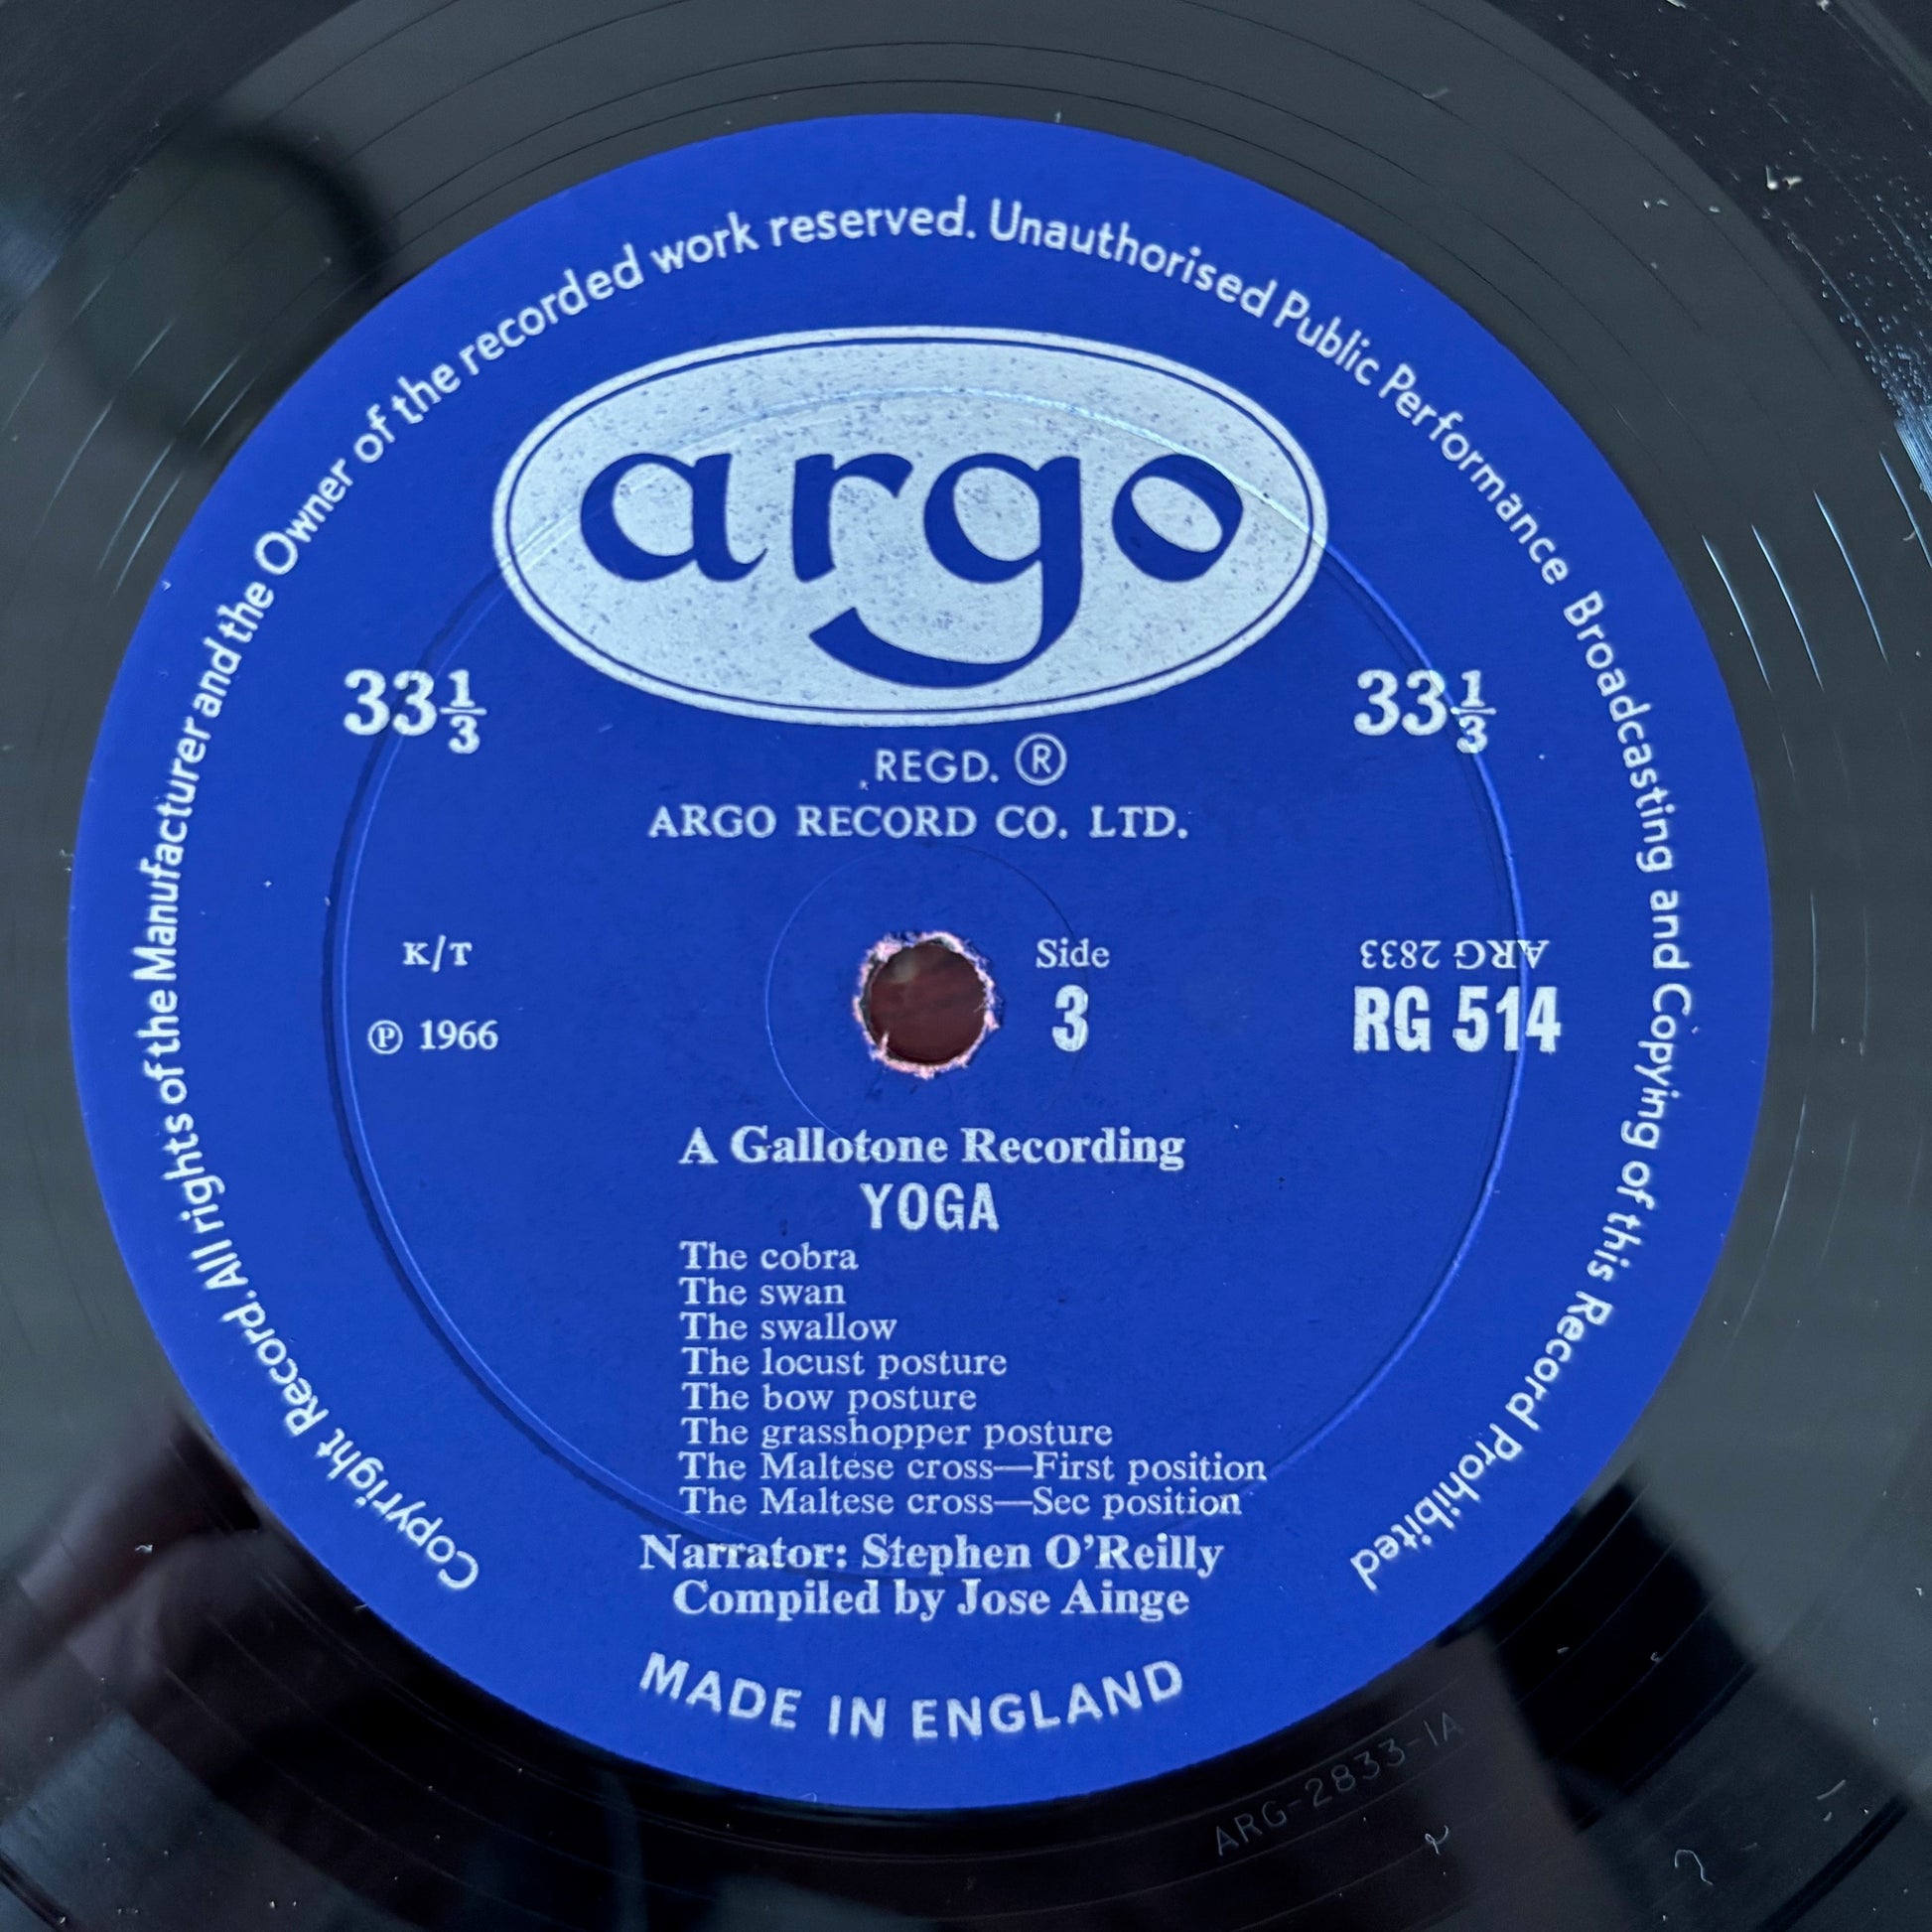 Copyright Record. All rights of the Manufacturer and the Owner of the recorded work reserved. Unauthorised Public Performance Broadcasting and Copying of this Record Prohibited
argo
33 1/3
33 1/3
REGD. ®
ARGO RECORD CO. LTD.
K/T
Side
ARG 2833
℗ 1966
3
RG 514
A Gallotone Recording
YOGA
The cobra
The swan
The swallow
The locust posture
The bow posture
The grasshopper posture
The Maltese cross—First position
The Maltese cross—Sec position
Narrator: Stephen O'Reilly
Compiled by Jose Ainge
MADE IN ENGLAND
ARG-2833-1A